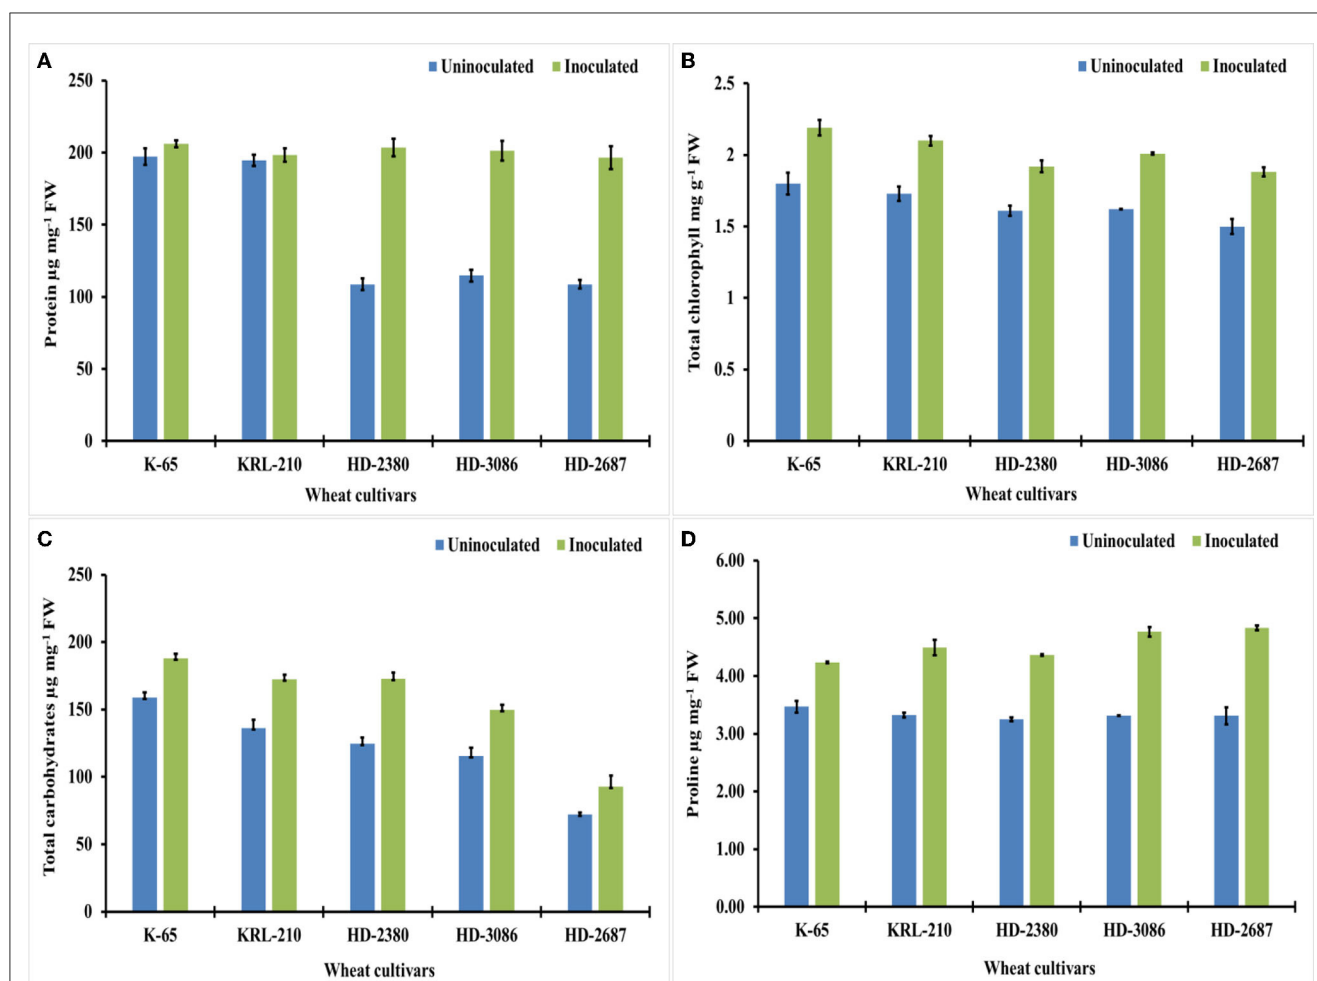 A
Uninoculated Inoculated
250
200
150
100
50
0
Protein µg mg⁻¹ FW
K-65 KRL-210 HD-2380 HD-3086 HD-2687
Wheat cultivars
B
Uninoculated Inoculated
2.5
2
1.5
1
0.5
0
Total chlorophyll mg g⁻¹ FW
K-65 KRL-210 HD-2380 HD-3086 HD-2687
Wheat cultivars
C
Uninoculated Inoculated
250
200
150
100
50
0
Total carbohydrates µg mg⁻¹ FW
K-65 KRL-210 HD-2380 HD-3086 HD-2687
Wheat cultivars
D
Uninoculated Inoculated
6.00
5.00
4.00
3.00
2.00
1.00
0.00
Proline µg mg⁻¹ FW
K-65 KRL-210 HD-2380 HD-3086 HD-2687
Wheat cultivars